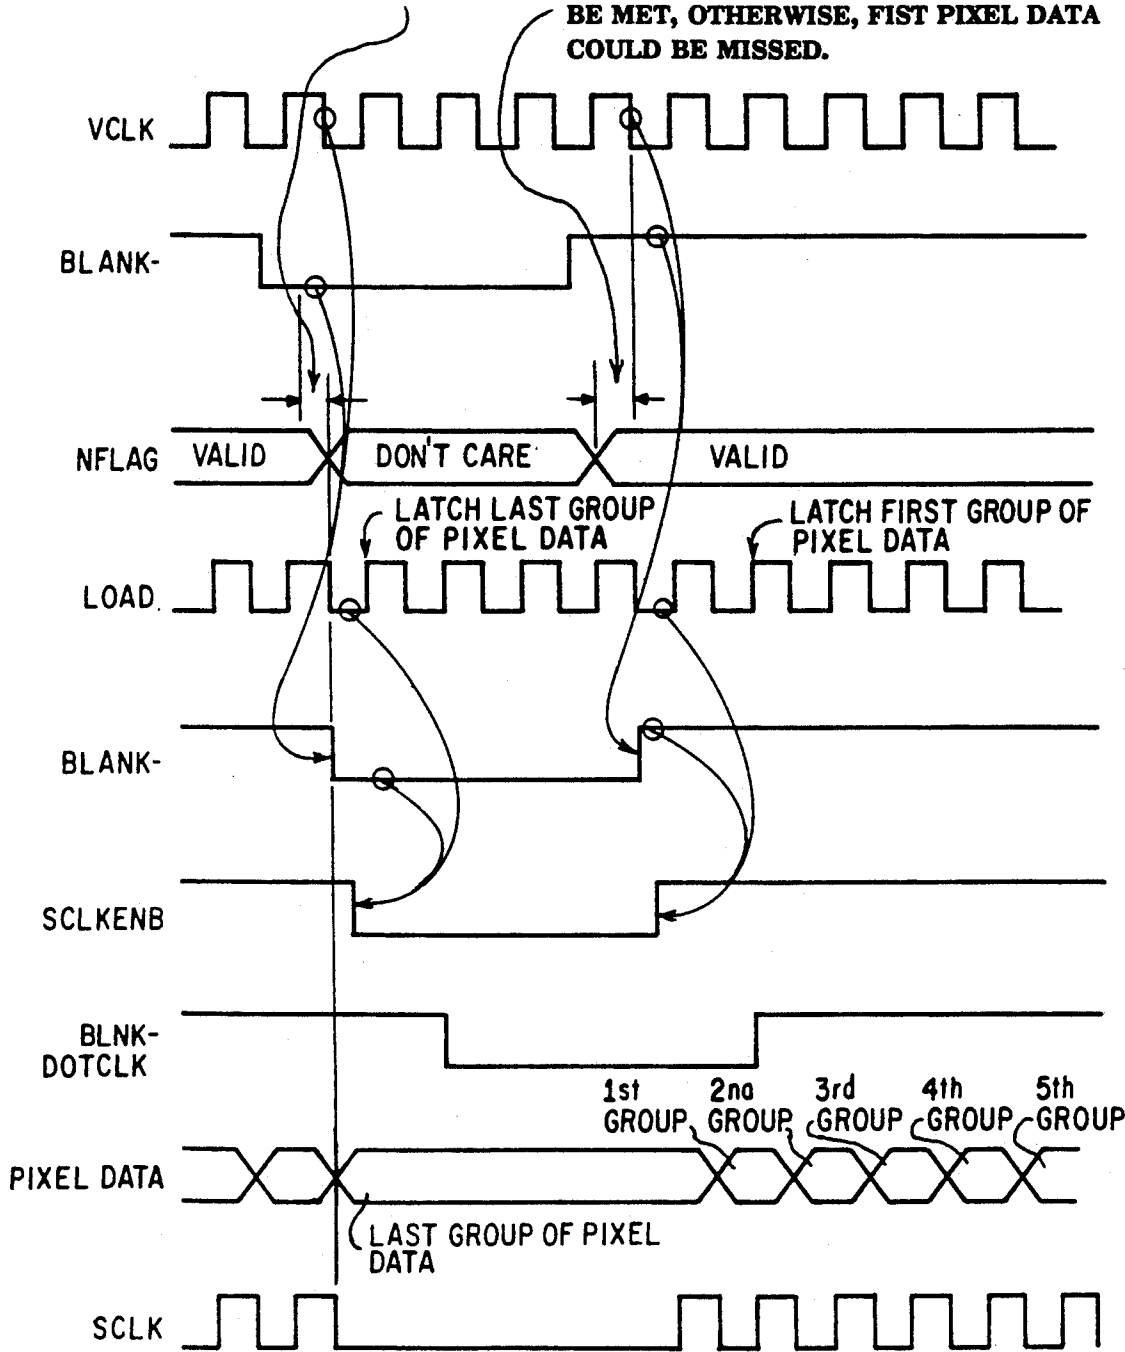 BE MET, OTHERWISE, FIST PIXEL DATA
COULD BE MISSED.
VCLK
BLANK-
NFLAG
VALID
DON'T CARE
VALID
LATCH LAST GROUP
OF PIXEL DATA
LATCH FIRST GROUP OF
PIXEL DATA
LOAD.
BLANK-
SCLKENB
BLNK-
DOTCLK
1st
GROUP
2na
GROUP
3rd
GROUP
4th
GROUP
5th
GROUP
PIXEL DATA
LAST GROUP OF PIXEL
DATA
SCLK